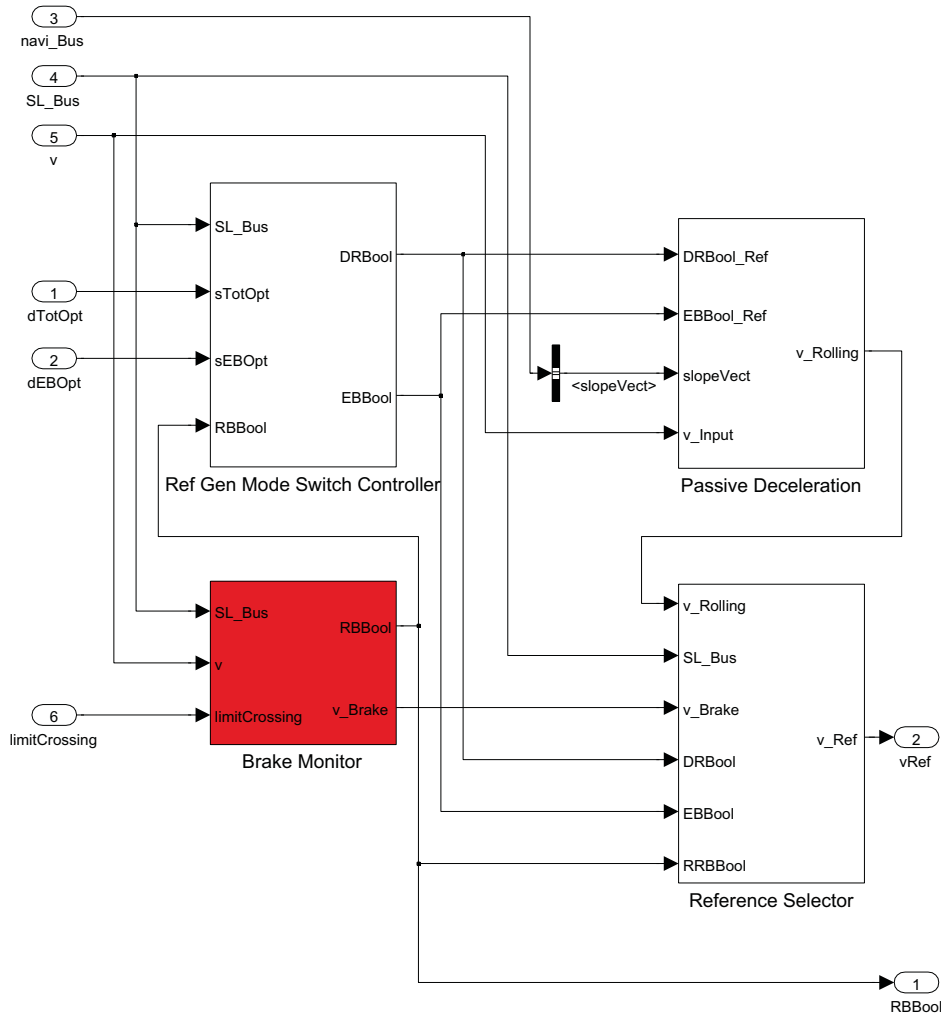 3
navi_Bus
4
SL_Bus
5
v
SL_Bus
DRBool
sTotOpt
sEBOpt
EBBool
RBBool
Ref Gen Mode Switch Controller
1
dTotOpt
2
dEBOpt
DRBool_Ref
EBBool_Ref
v_Rolling
slopeVect
v_Input
Passive Deceleration
<slopeVect>
SL_Bus
RBBool
v
v_Brake
limitCrossing
Brake Monitor
6
limitCrossing
v_Rolling
SL_Bus
v_Brake
v_Ref
DRBool
EBBool
RRBBool
Reference Selector
2
vRef
1
RBBool